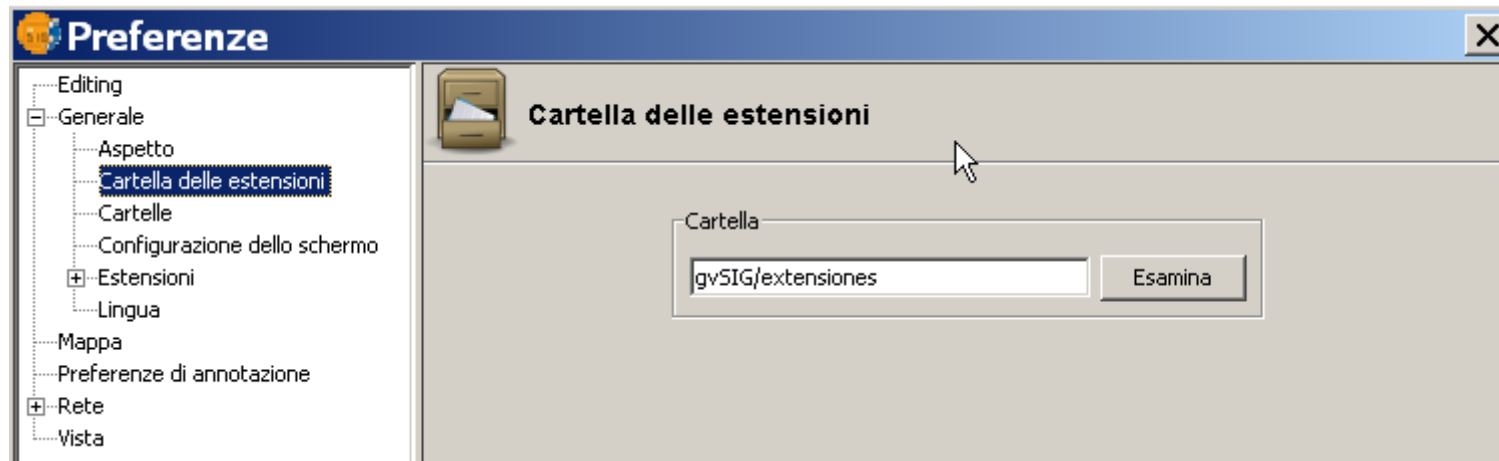 Preferenze
Editing
Generale
Aspetto
Cartella delle estensioni
Cartelle
Configurazione dello schermo
Estensioni
Lingua
Mappa
Preferenze di annotazione
Rete
Vista
Cartella delle estensioni
Cartella
gvSIG/extensiones
Esamina